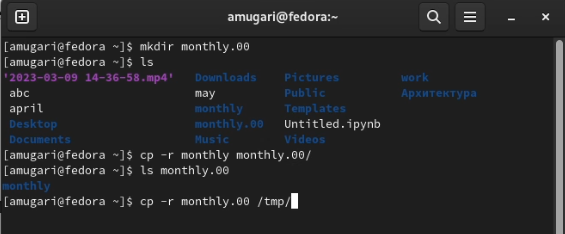 amugari@fedora:~
[amugari@fedora ~]$ mkdir monthly.00
[amugari@fedora ~]$ ls
'2023-03-09 14-36-58.mp4' Downloads Pictures work
abc may Public Архитектура
april monthly Templates
Desktop monthly.00 Untitled.ipynb
Documents Music Videos
[amugari@fedora ~]$ cp -r monthly monthly.00/
[amugari@fedora ~]$ ls monthly.00
monthly
[amugari@fedora ~]$ cp -r monthly.00 /tmp/